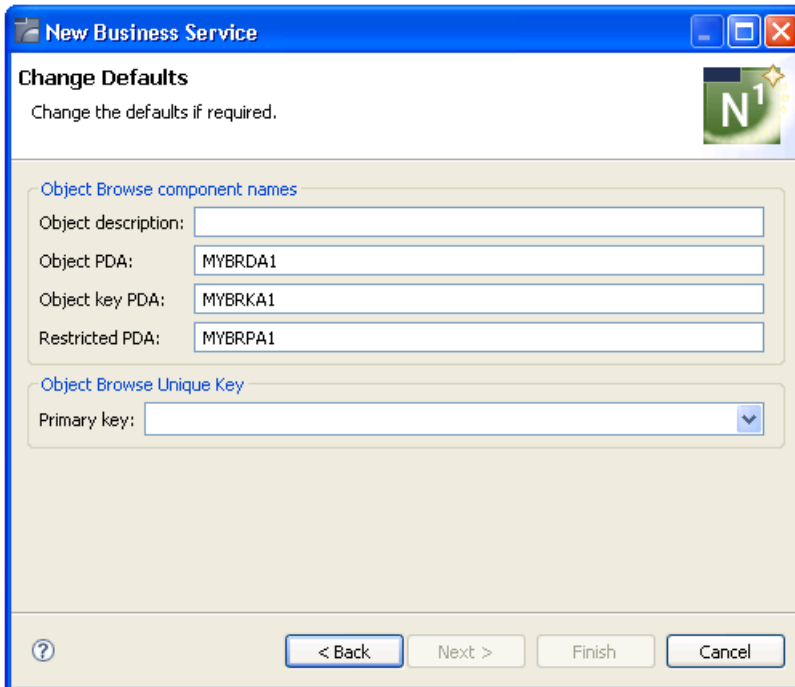 New Business Service
Change Defaults
Change the defaults if required.
N1
Object Browse component names
Object description:
Object PDA: MYBRDA1
Object key PDA: MYBRKA1
Restricted PDA: MYBRPA1
Object Browse Unique Key
Primary key:
?
< Back Next > Finish Cancel